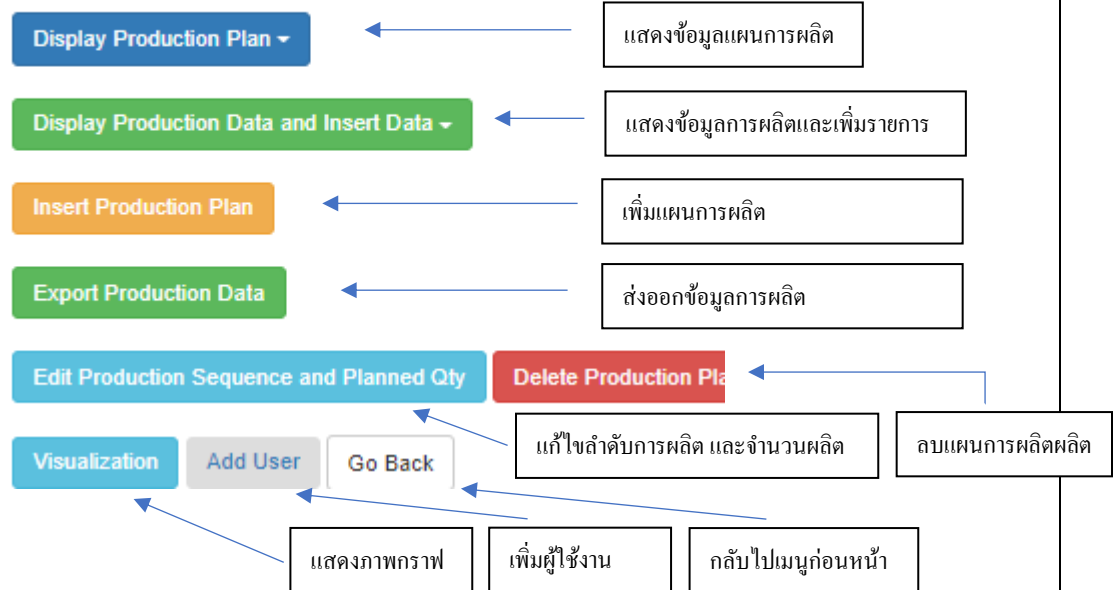 Display Production Plan
แสดงข้อมูลแผนการผลิต
Display Production Data and Insert Data
แสดงข้อมูลการผลิตและเพิ่มรายการ
Insert Production Plan
เพิ่มแผนการผลิต
Export Production Data
ส่งออกข้อมูลการผลิต
Edit Production Sequence and Planned Qty
Delete Production Pla
แก้ไขลำดับการผลิต และจำนวนผลิต
ลบแผนการผลิตผลิต
Visualization
Add User
Go Back
แสดงภาพกราฟ
เพิ่มผู้ใช้งาน
กลับไปเมนูก่อนหน้า